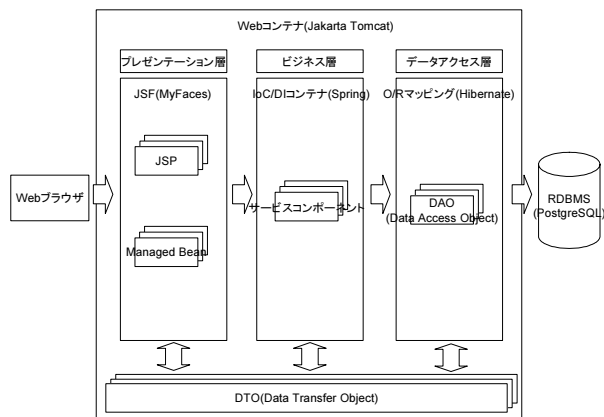 Webコンテナ(Jakarta Tomcat)
プレゼンテーション層
ビジネス層
データアクセス層
JSF(MyFaces)
IoC/DIコンテナ(Spring)
O/Rマッピング(Hibernate)
JSP
Webブラウザ
サービスコンポーネント
DAO
(Data Access Object)
RDBMS
(PostgreSQL)
Managed Bean
DTO(Data Transfer Object)